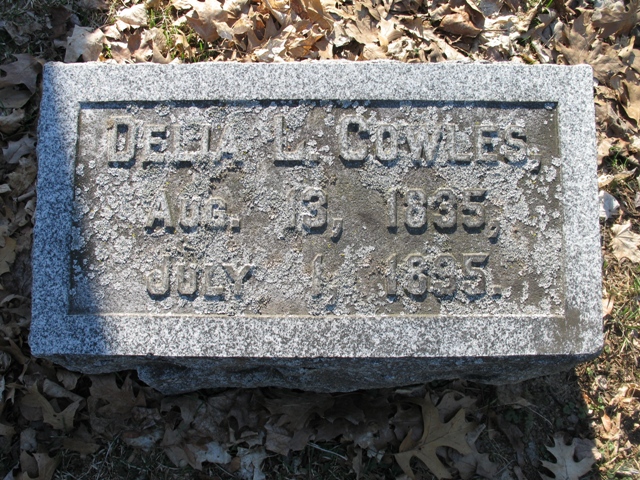 DELIA L. COWLES,
AUG. 13, 1835,
JULY 1, 1895.